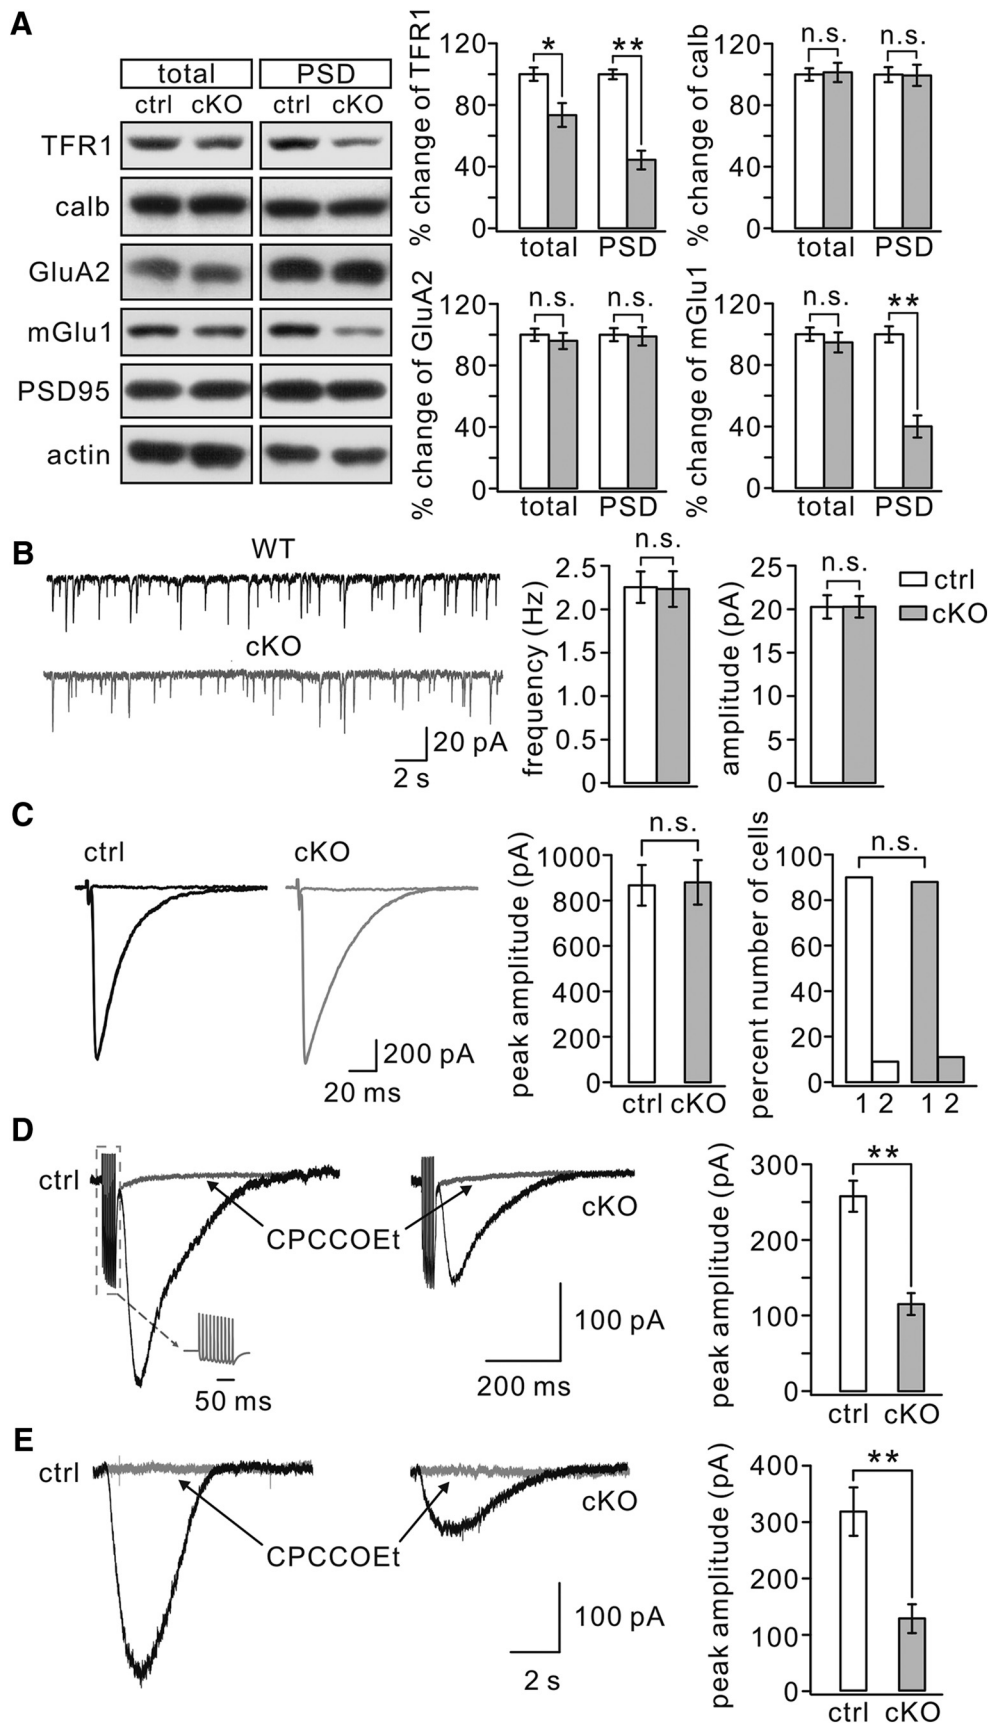 A
total PSD
ctrl cKO ctrl cKO
TFR1
calb
GluA2
mGlu1
PSD95
actin
% change of TFR1
120
80
40
0
* **
total PSD
% change of calb
120
80
40
0
n.s. n.s.
total PSD
% change of GluA2
120
80
40
0
n.s. n.s.
total PSD
% change of mGlu1
120
80
40
0
n.s. **
total PSD
B
WT
cKO
20 pA
2 s
frequency (Hz)
2.5
2.0
1.5
1.0
0.5
0
n.s.
amplitude (pA)
25
20
15
10
5
0
n.s.
ctrl
cKO
C
ctrl cKO
200 pA
20 ms
peak amplitude (pA)
1000
800
600
400
200
0
n.s.
ctrl cKO
percent number of cells
100
80
60
40
20
0
n.s.
1 2 1 2
D
ctrl
CPCCOEt
cKO
50 ms
100 pA
200 ms
peak amplitude (pA)
300
200
100
0
**
ctrl cKO
E
ctrl
CPCCOEt
cKO
100 pA
2 s
peak amplitude (pA)
400
300
200
100
0
**
ctrl cKO